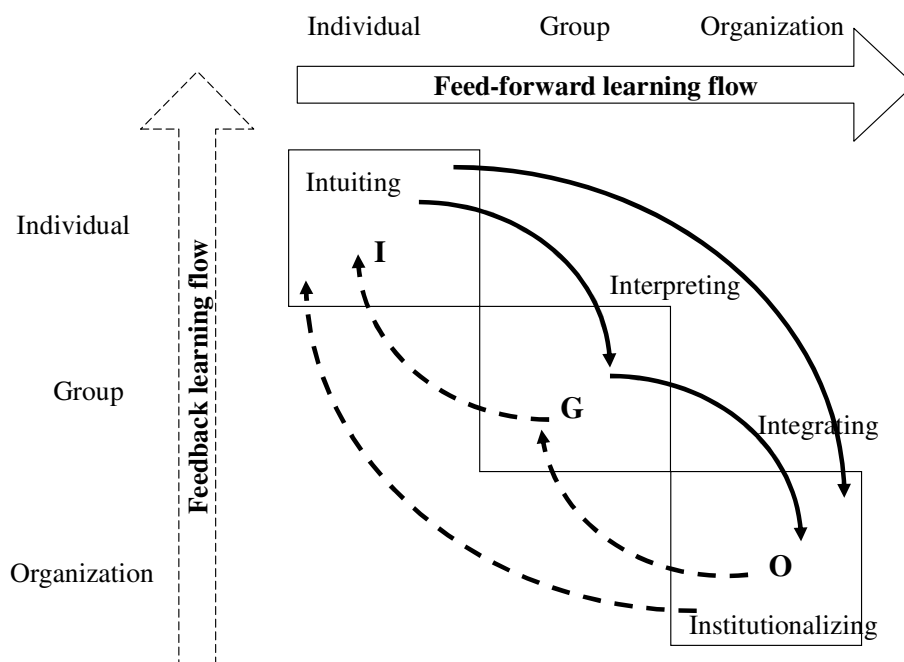 Individual Group Organization
Feed-forward learning flow
Intuiting
Individual
I
Interpreting
Feedback learning flow
Group
G
Integrating
O
Organization
Institutionalizing